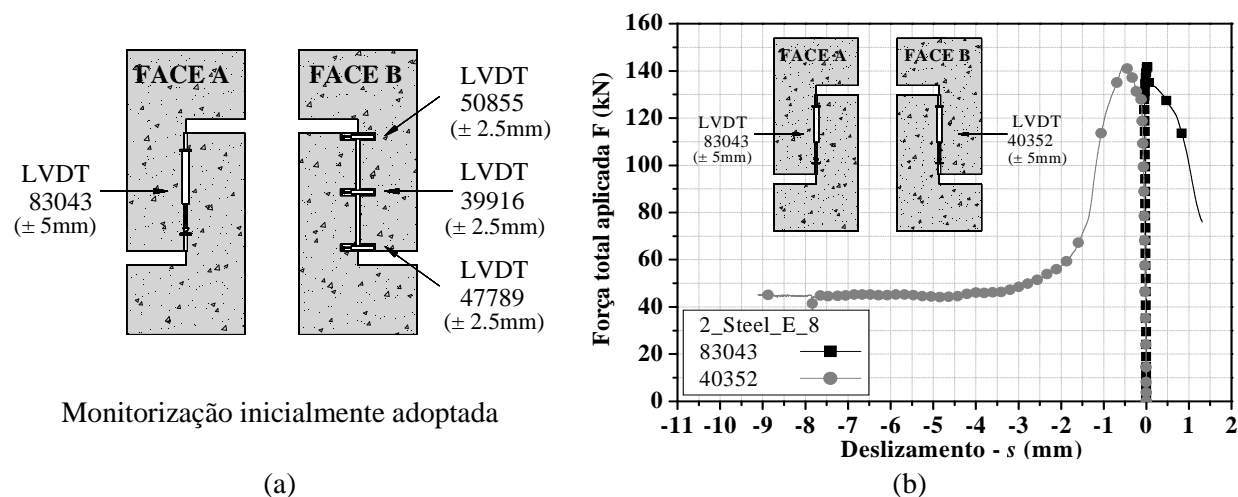 FACE A
FACE B
LVDT
83043
(± 5mm)
LVDT
50855
(± 2.5mm)
LVDT
39916
(± 2.5mm)
LVDT
47789
(± 2.5mm)
Monitorização inicialmente adoptada
(a)
Força total aplicada F (kN)
160
140
120
100
80
60
40
20
0
FACE A
FACE B
LVDT
83043
(± 5mm)
LVDT
40352
(± 5mm)
2_Steel_E_8
83043
40352
-11 -10 -9 -8 -7 -6 -5 -4 -3 -2 -1 0 1 2
Deslizamento - s (mm)
(b)